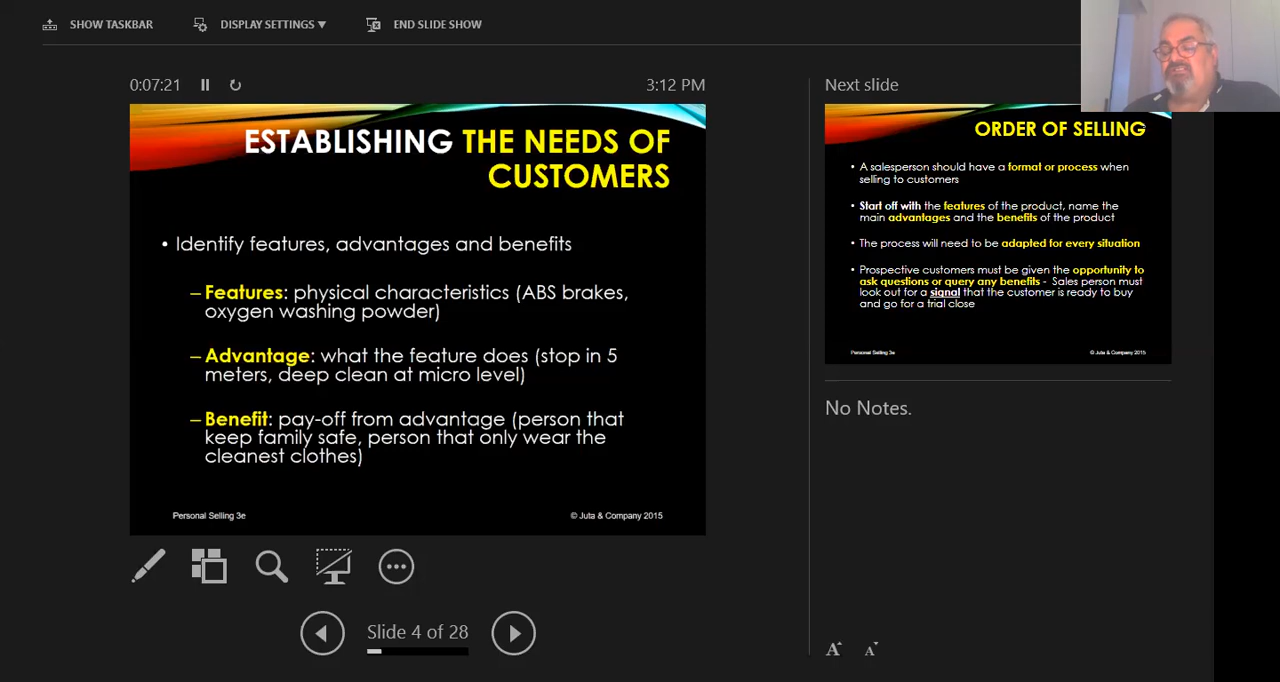 SHOW TASKBAR
DISPLAY SETTINGS ▼
END SLIDE SHOW
0:07:21
3:12 PM
ESTABLISHING THE NEEDS OF
CUSTOMERS
• Identify features, advantages and benefits
– Features: physical characteristics (ABS brakes,
oxygen washing powder)
– Advantage: what the feature does (stop in 5
meters, deep clean at micro level)
– Benefit: pay-off from advantage (person that
keep family safe, person that only wear the
cleanest clothes)
Personal Selling 3e
© Juta & Company 2015
Slide 4 of 28
Next slide
ORDER OF SELLING
• A salesperson should have a format or process when
selling to customers
• Start off with the features of the product, name the
main advantages and the benefits of the product
• The process will need to be adapted for every situation
• Prospective customers must be given the opportunity to
ask questions or query any benefits - Sales person must
look out for a signal that the customer is ready to buy
and go for a trial close
Personal Selling 3e
© Juta & Company 2015
No Notes.
A A